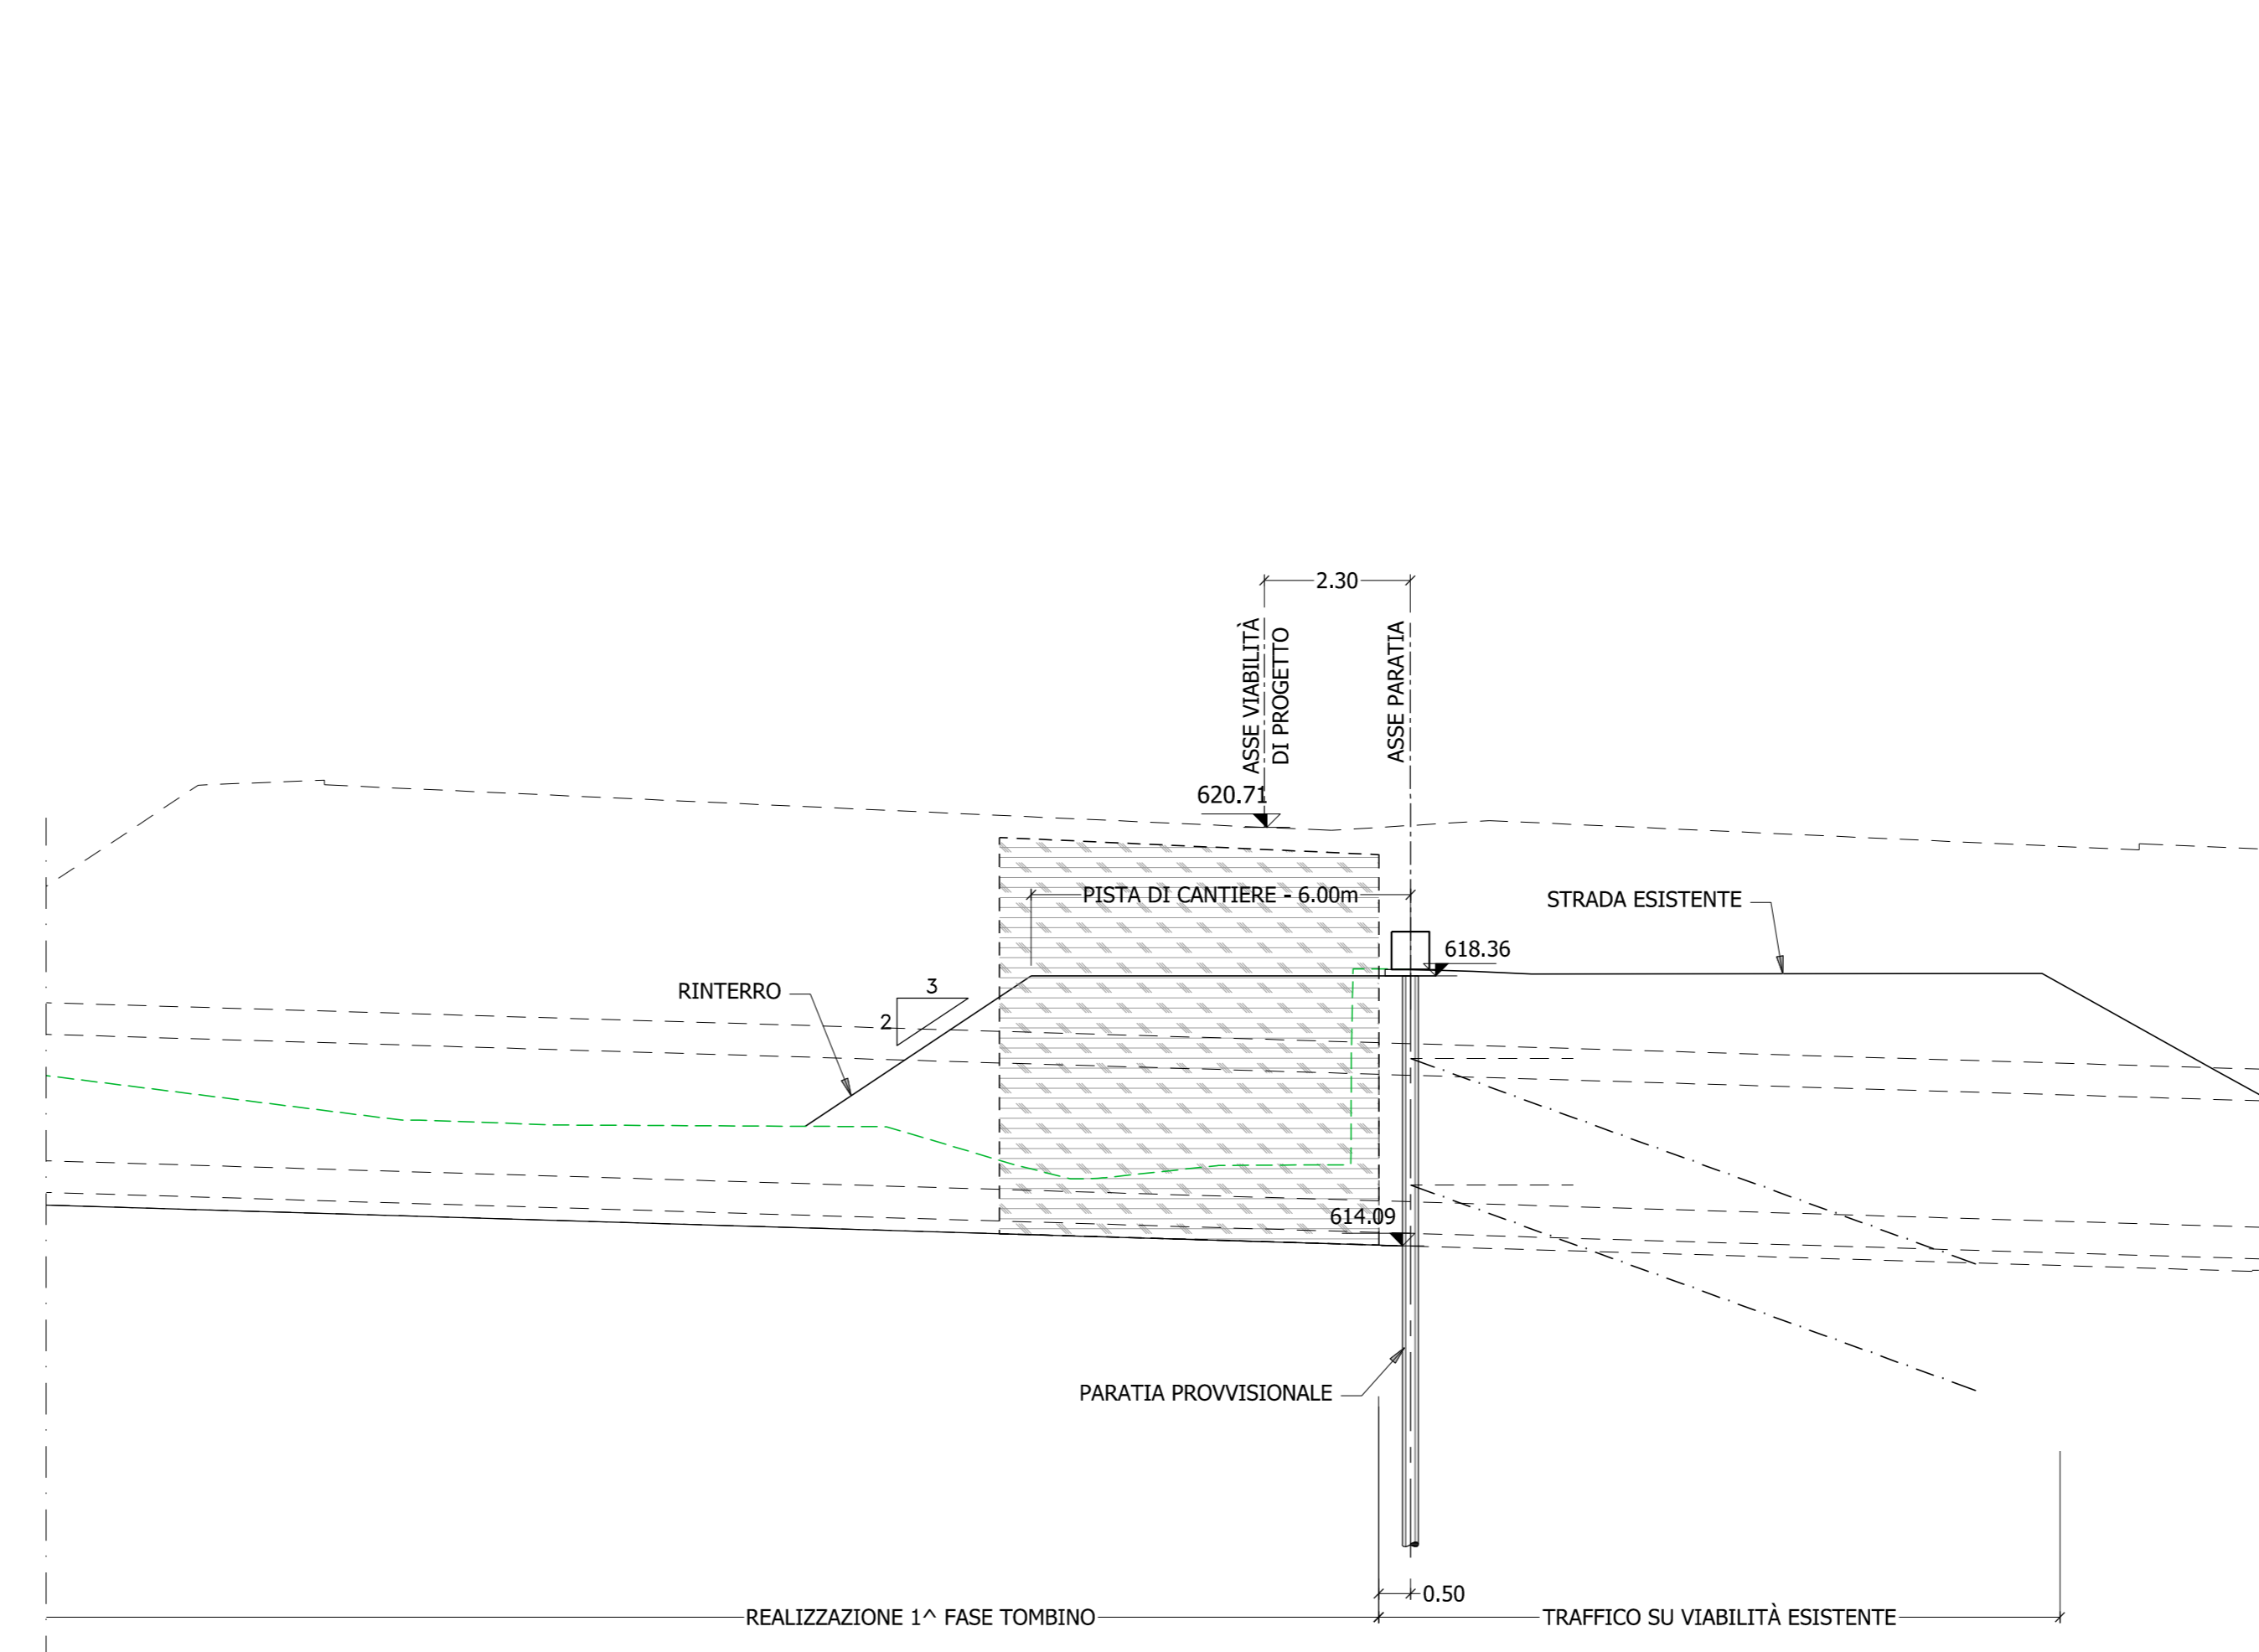 2.30
ASSE VIABILITÀ
DI PROGETTO
ASSE PARATIA
620.71
PISTA DI CANTIERE - 6.00m
STRADA ESISTENTE
618.36
RINTERRO
3
2
614.09
PARATIA PROVVISIONALE
0.50
REALIZZAZIONE 1^ FASE TOMBINO
TRAFFICO SU VIABILITÀ ESISTENTE